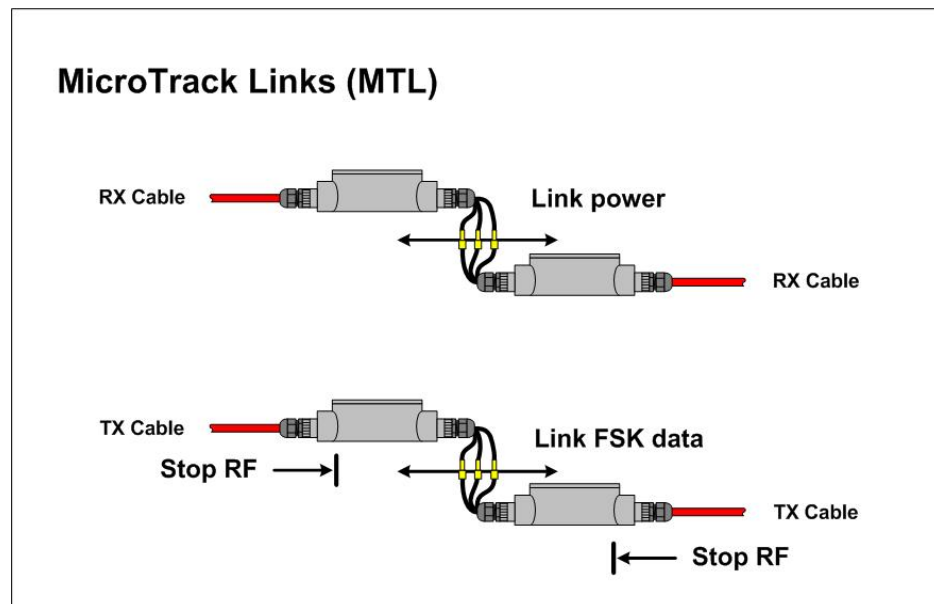 MicroTrack Links (MTL)
RX Cable
Link power
RX Cable
TX Cable
Link FSK data
Stop RF
TX Cable
Stop RF